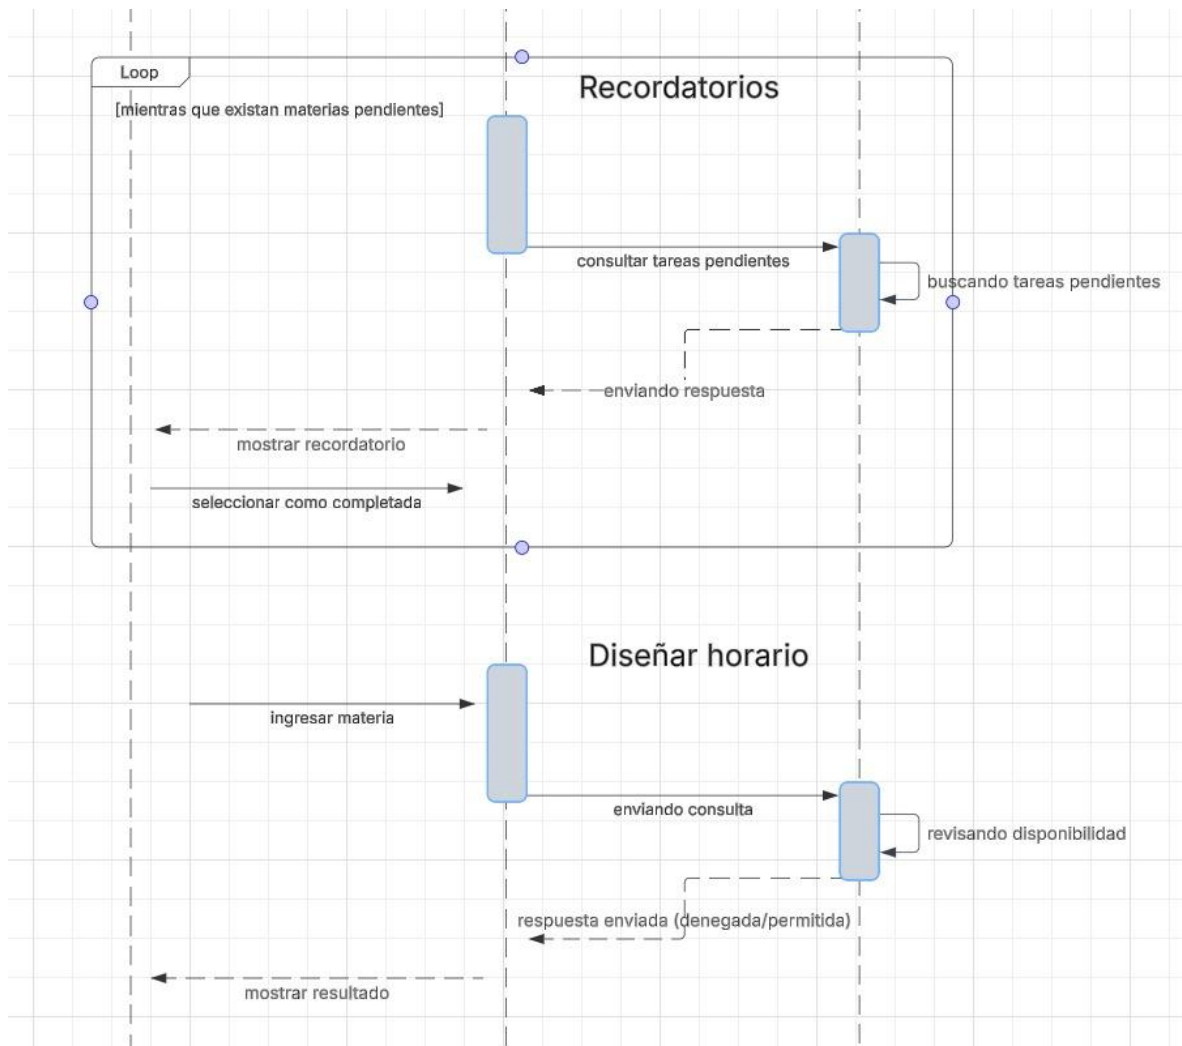 Loop
Recordatorios
[mientras que existan materias pendientes]
consultar tareas pendientes
buscando tareas pendientes
enviando respuesta
mostrar recordatorio
seleccionar como completada
Diseñar horario
ingresar materia
enviando consulta
revisando disponibilidad
respuesta enviada (denegada/permitida)
mostrar resultado